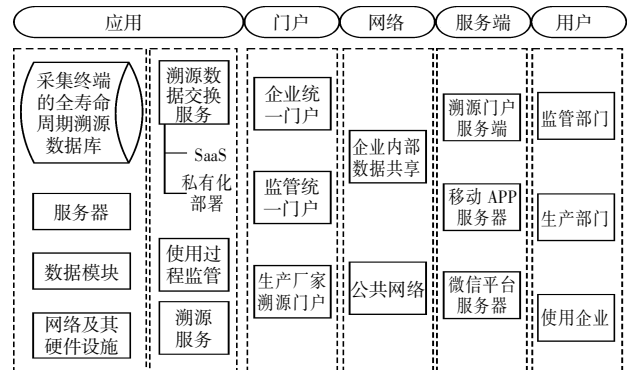 应用
门户
网络
服务端
用户
采集终端
的全寿命
周期溯源
数据库
服务器
数据模块
网络及其
硬件设施
溯源数
据交换
服务
SaaS
私有化
部署
使用过
程监管
溯源
服务
企业统
一门户
监管统
一门户
生产厂家
溯源门户
企业内部
数据共享
公共网络
溯源门户
服务端
移动 APP
服务器
微信平台
服务器
监管部门
生产部门
使用企业